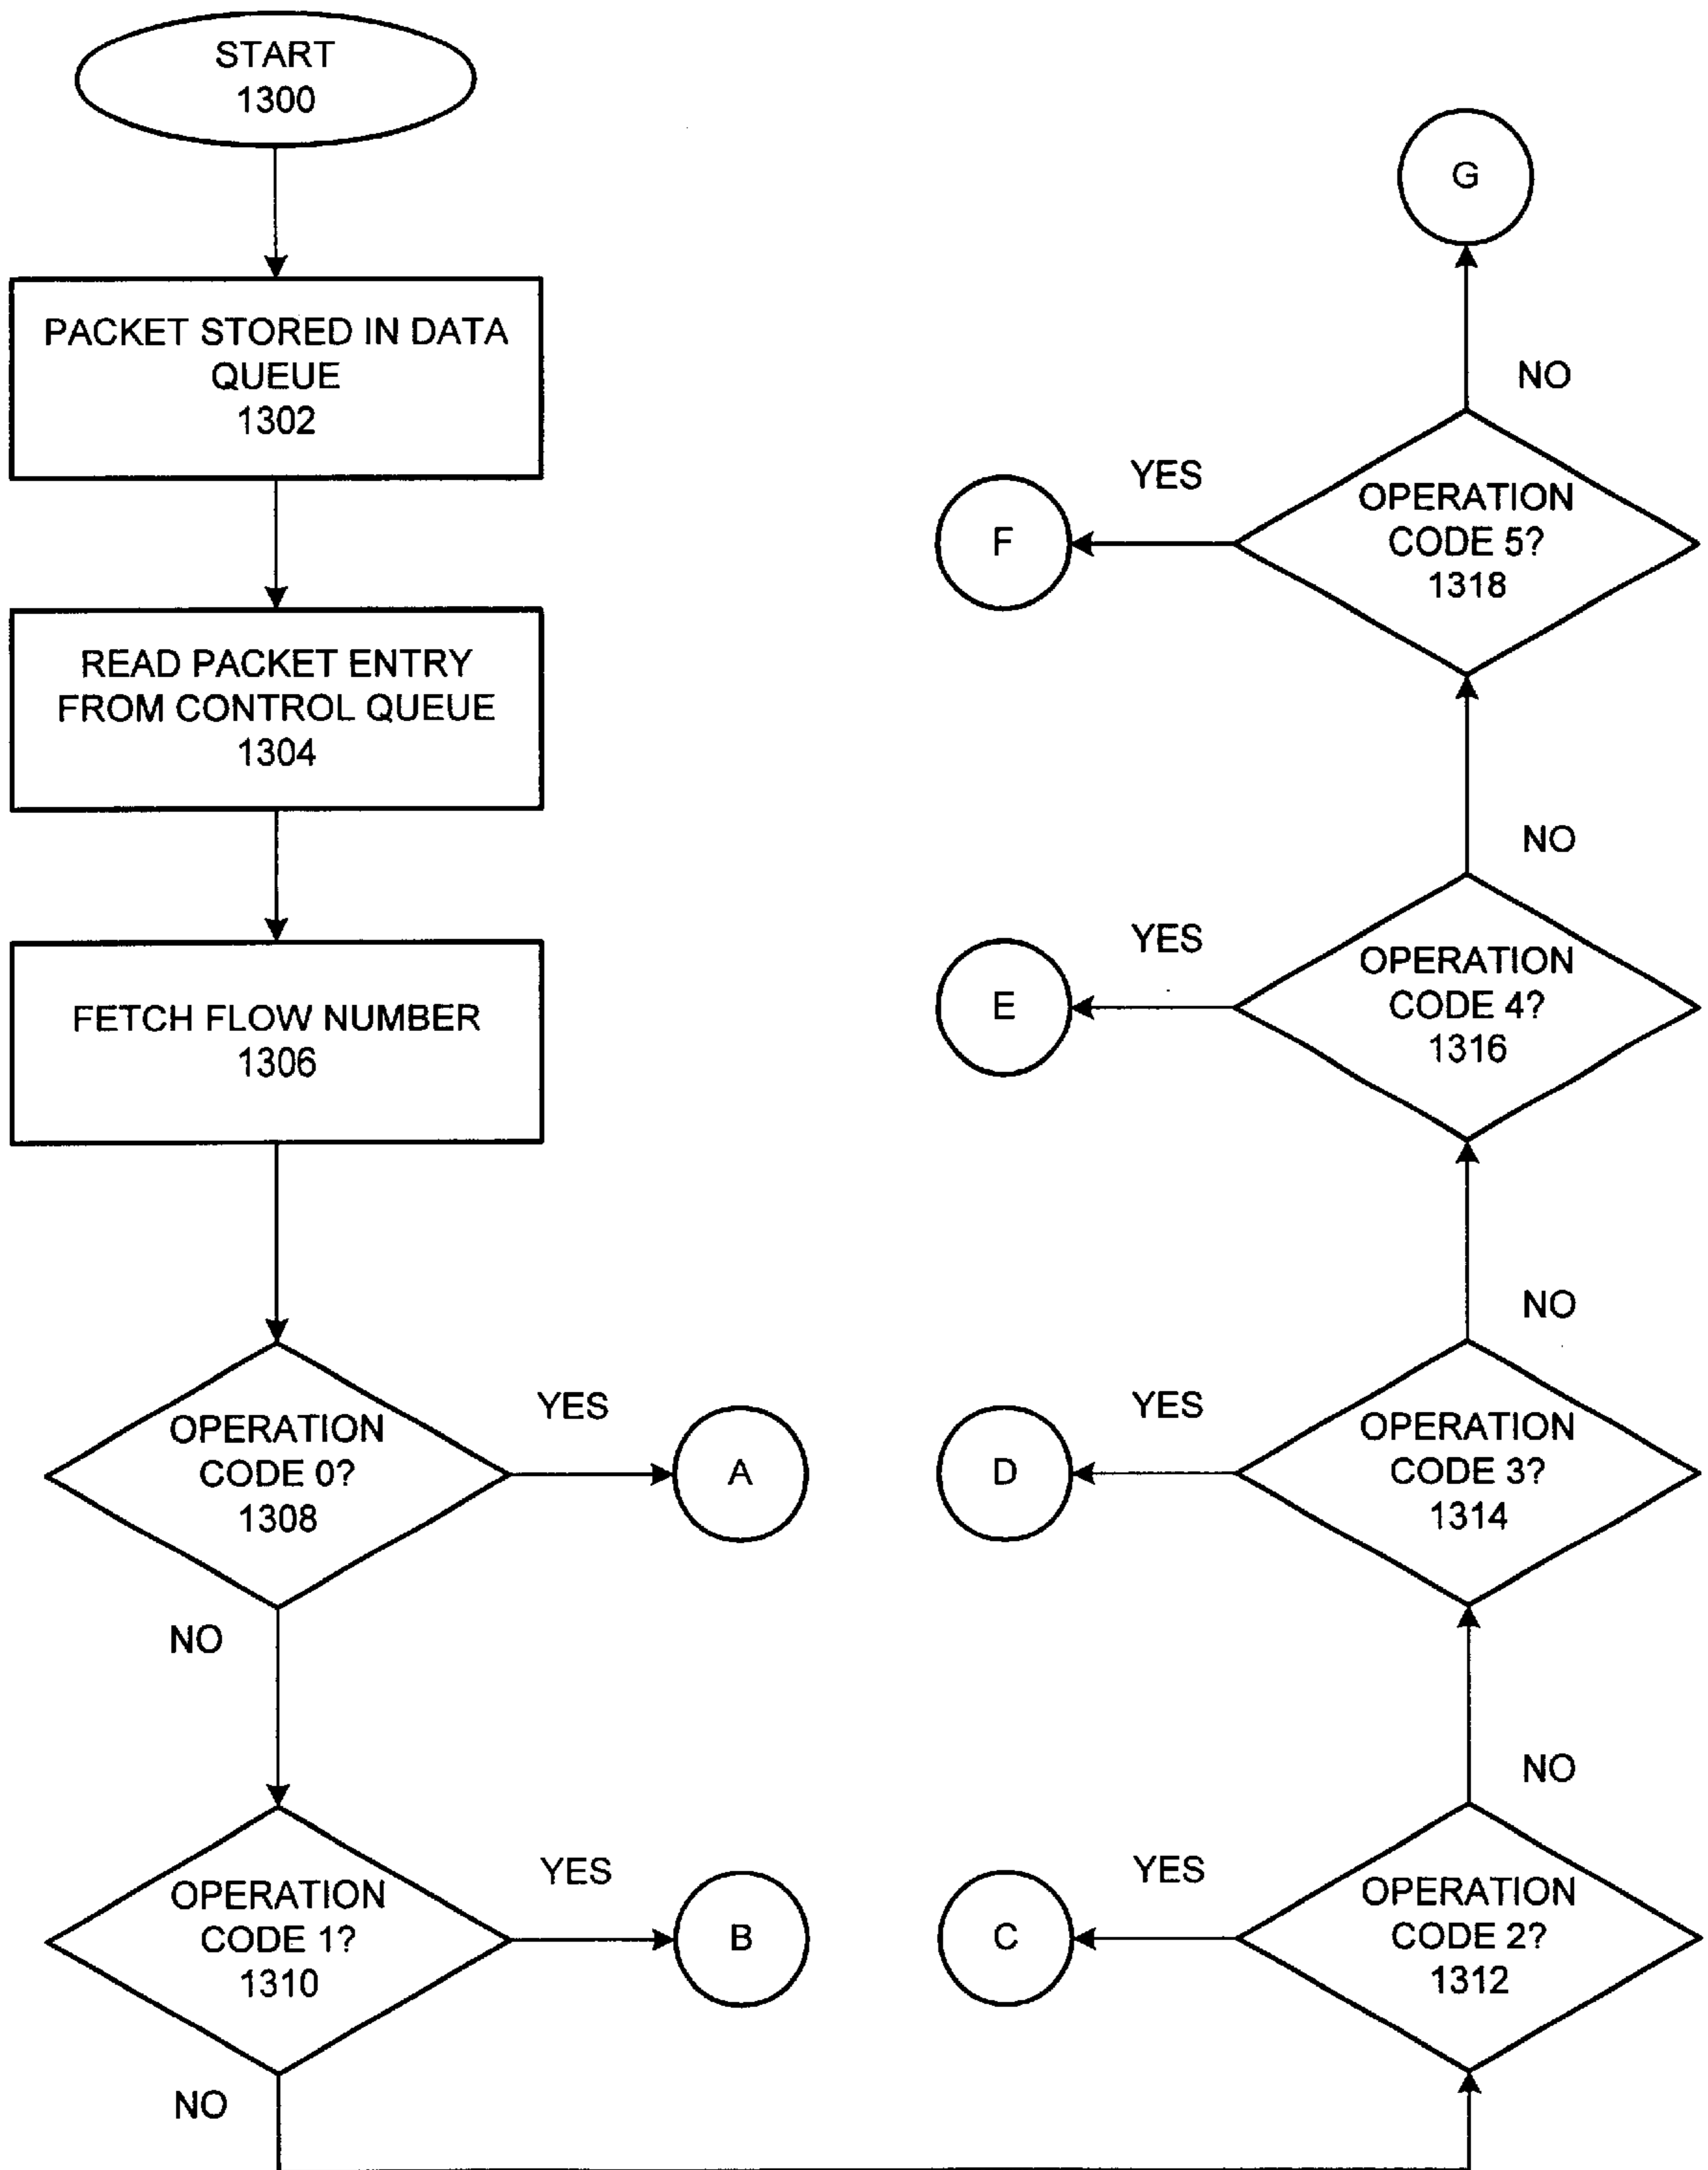 START
1300
PACKET STORED IN DATA
QUEUE
1302
READ PACKET ENTRY
FROM CONTROL QUEUE
1304
FETCH FLOW NUMBER
1306
OPERATION
CODE 0?
1308
YES
A
NO
OPERATION
CODE 1?
1310
YES
B
NO
OPERATION
CODE 2?
1312
YES
C
NO
OPERATION
CODE 3?
1314
YES
D
NO
OPERATION
CODE 4?
1316
YES
E
NO
OPERATION
CODE 5?
1318
YES
F
NO
G